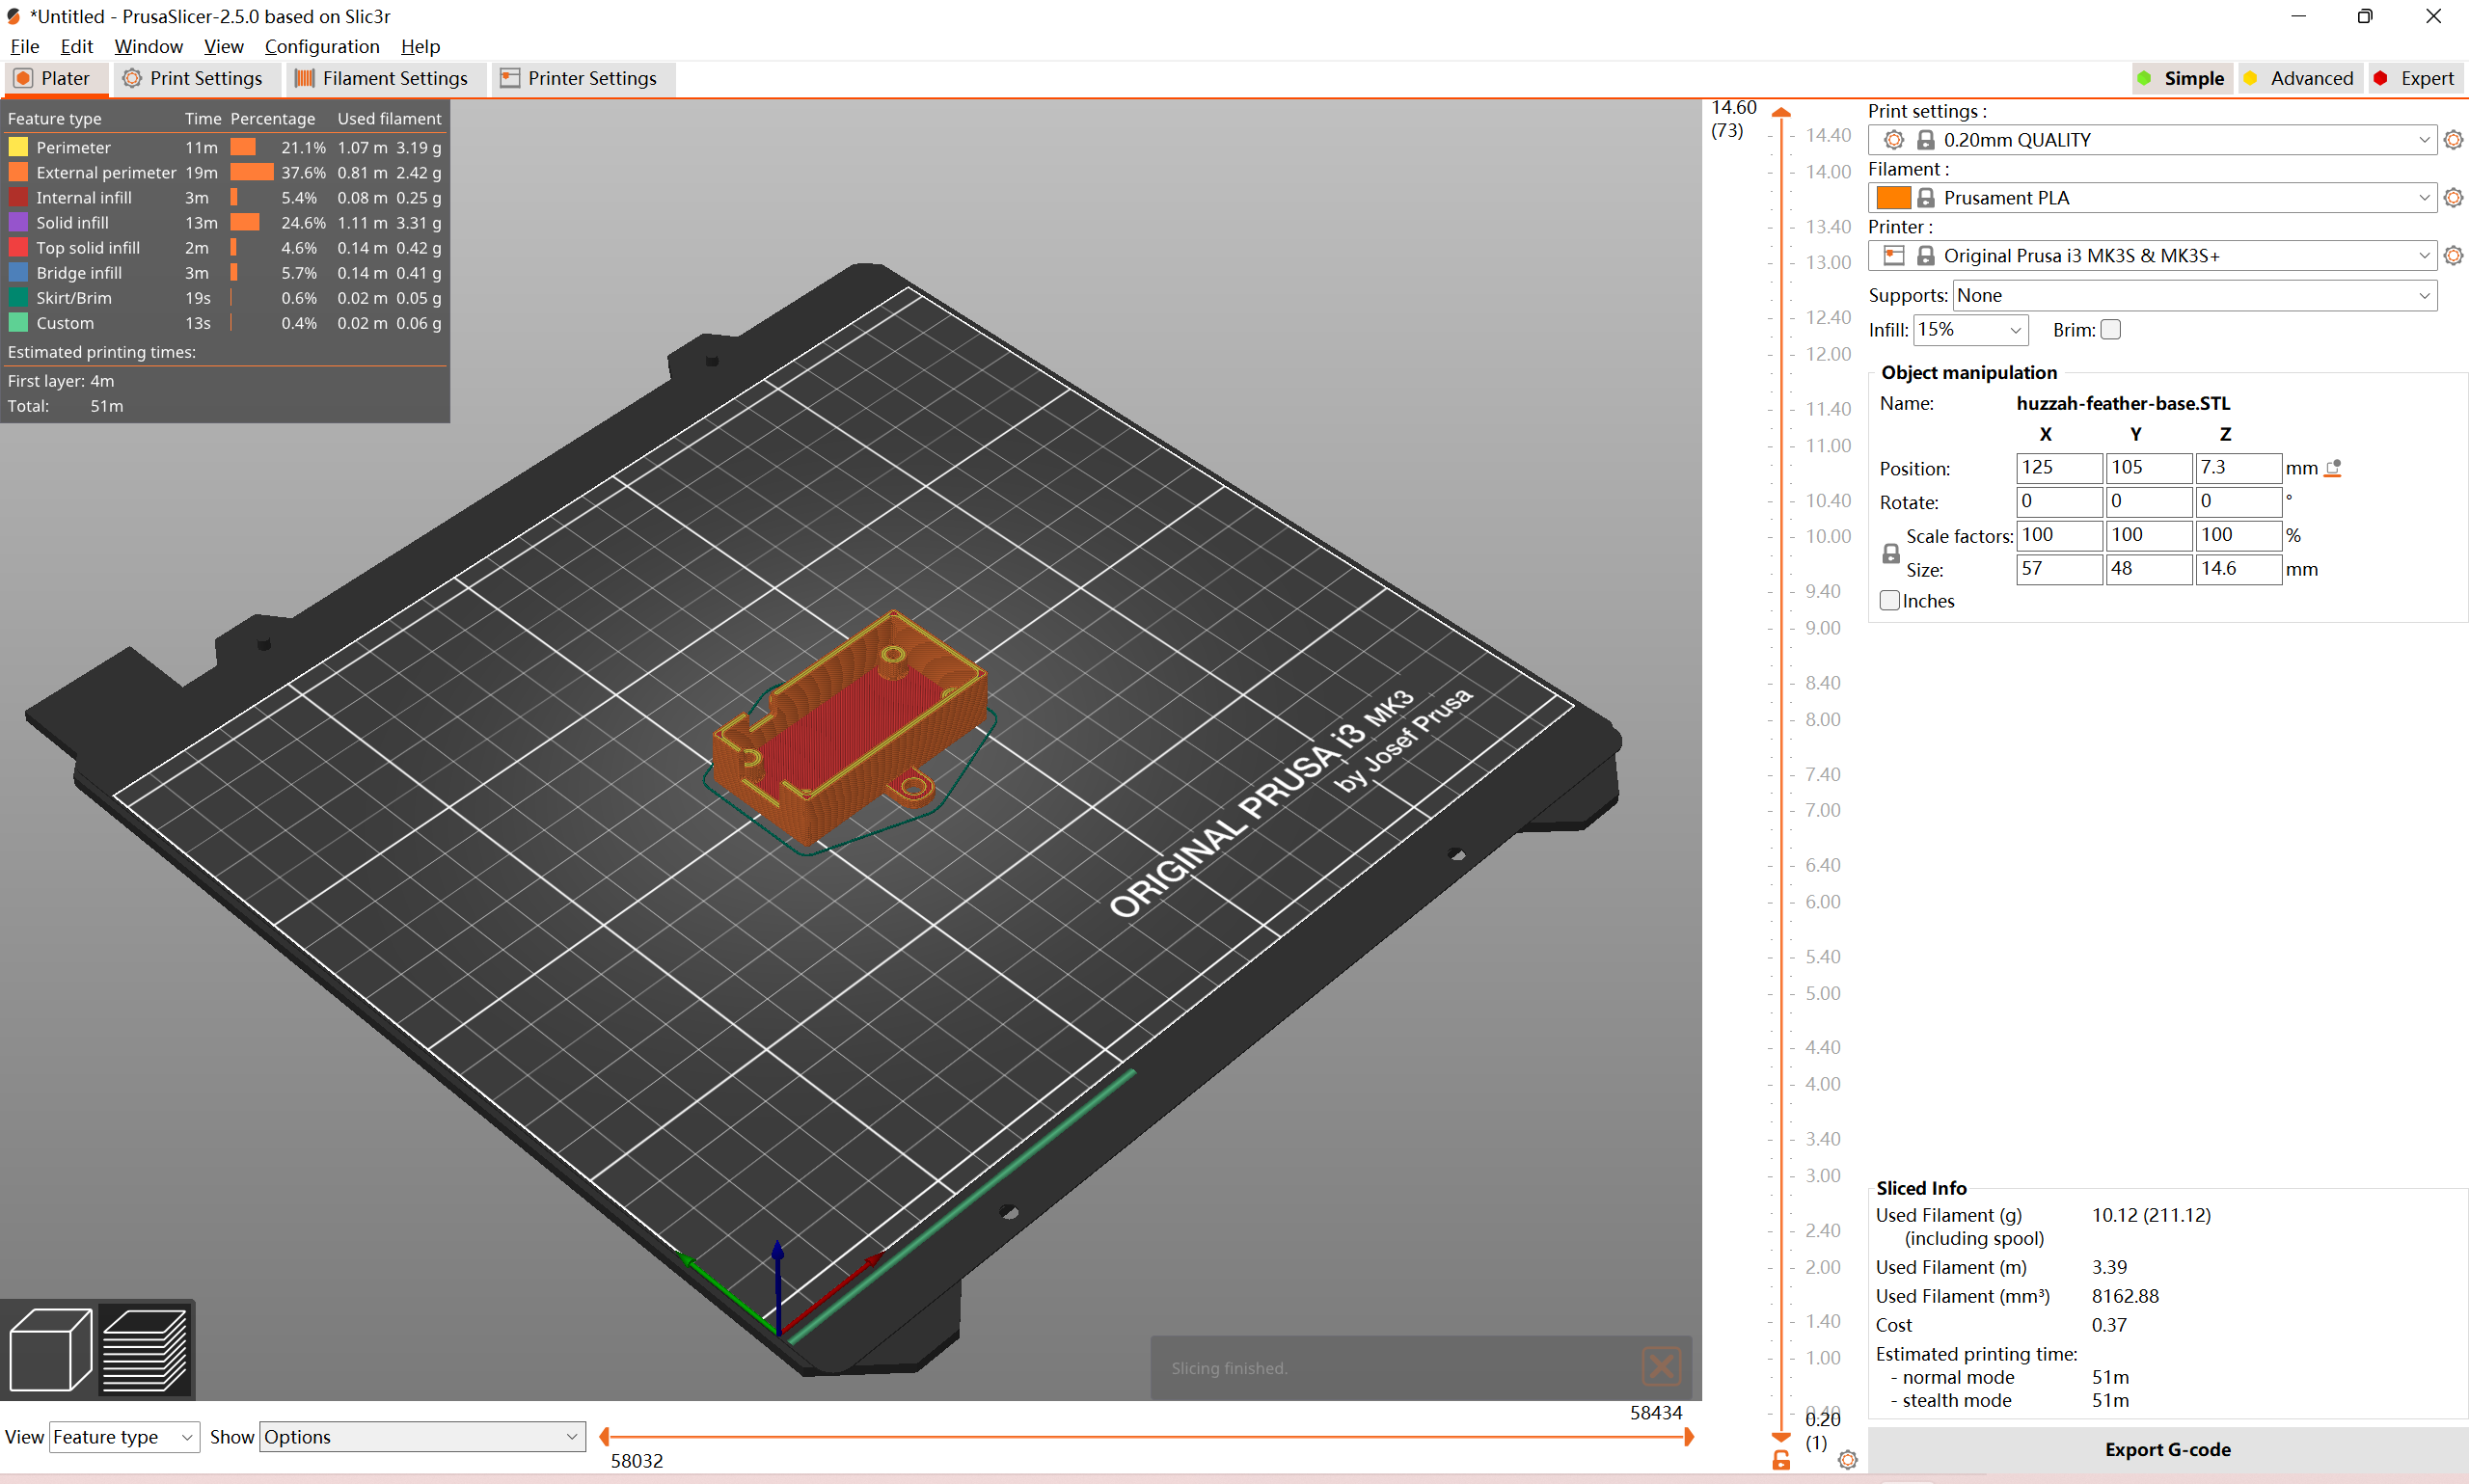 *Untitled - PrusaSlicer-2.5.0 based on Slic3r
File Edit Window View Configuration Help
Plater Print Settings Filament Settings Printer Settings Simple Advanced Expert
Feature type Time Percentage Used filament
Perimeter 11m 21.1% 1.07 m 3.19 g
External perimeter 19m 37.6% 0.81 m 2.42 g
Internal infill 3m 5.4% 0.08 m 0.25 g
Solid infill 13m 24.6% 1.11 m 3.31 g
Top solid infill 2m 4.6% 0.14 m 0.42 g
Bridge infill 3m 5.7% 0.14 m 0.41 g
Skirt/Brim 19s 0.6% 0.02 m 0.05 g
Custom 13s 0.4% 0.02 m 0.06 g
Estimated printing times:
First layer: 4m
Total: 51m
ORIGINAL PRUSA i3 MK3
by Josef Prusa
Slicing finished.
View Feature type Show Options
58434
58032
14.60
(73)
14.40
14.00
13.40
13.00
12.40
12.00
11.40
11.00
10.40
10.00
9.40
9.00
8.40
8.00
7.40
7.00
6.40
6.00
5.40
5.00
4.40
4.00
3.40
3.00
2.40
2.00
1.40
1.00
0.40
0.20
(1)
Print settings :
0.20mm QUALITY
Filament :
Prusament PLA
Printer :
Original Prusa i3 MK3S & MK3S+
Supports: None
Infill: 15% Brim:
Object manipulation
Name: huzzah-feather-base.STL
X Y Z
Position: 125 105 7.3 mm
Rotate: 0 0 0 °
Scale factors: 100 100 100 %
Size: 57 48 14.6 mm
Inches
Sliced Info
Used Filament (g) 10.12 (211.12)
(including spool)
Used Filament (m) 3.39
Used Filament (mm³) 8162.88
Cost 0.37
Estimated printing time:
- normal mode 51m
- stealth mode 51m
Export G-code